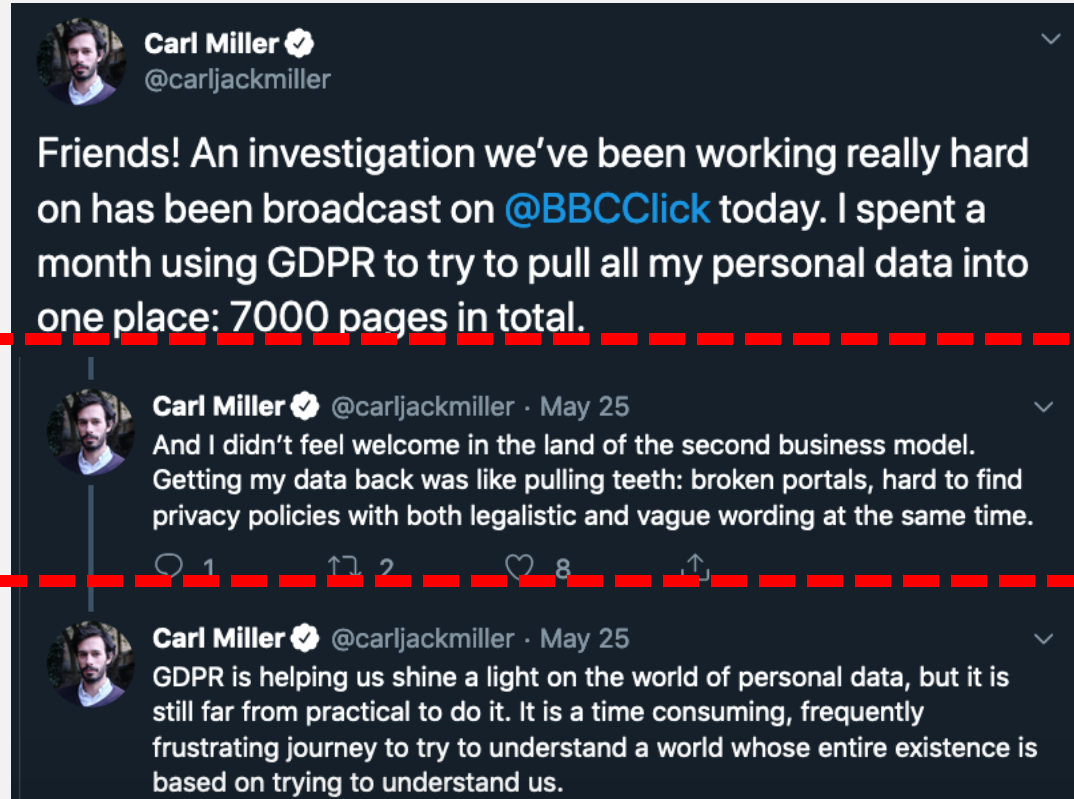 Carl Miller
@carljackmiller
Friends! An investigation we’ve been working really hard
on has been broadcast on @BBCClick today. I spent a
month using GDPR to try to pull all my personal data into
one place: 7000 pages in total.
Carl Miller @carljackmiller · May 25
And I didn’t feel welcome in the land of the second business model.
Getting my data back was like pulling teeth: broken portals, hard to find
privacy policies with both legalistic and vague wording at the same time.
1 2 8
Carl Miller @carljackmiller · May 25
GDPR is helping us shine a light on the world of personal data, but it is
still far from practical to do it. It is a time consuming, frequently
frustrating journey to try to understand a world whose entire existence is
based on trying to understand us.